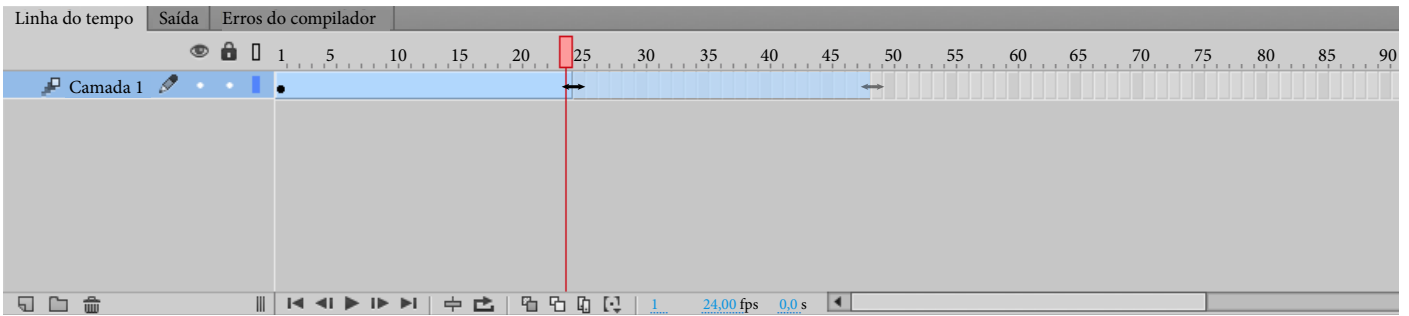 Linha do tempo Saída Erros do compilador
1 5 10 15 20 25 30 35 40 45 50 55 60 65 70 75 80 85 90
Camada 1
1 24,00 fps 0,0 s